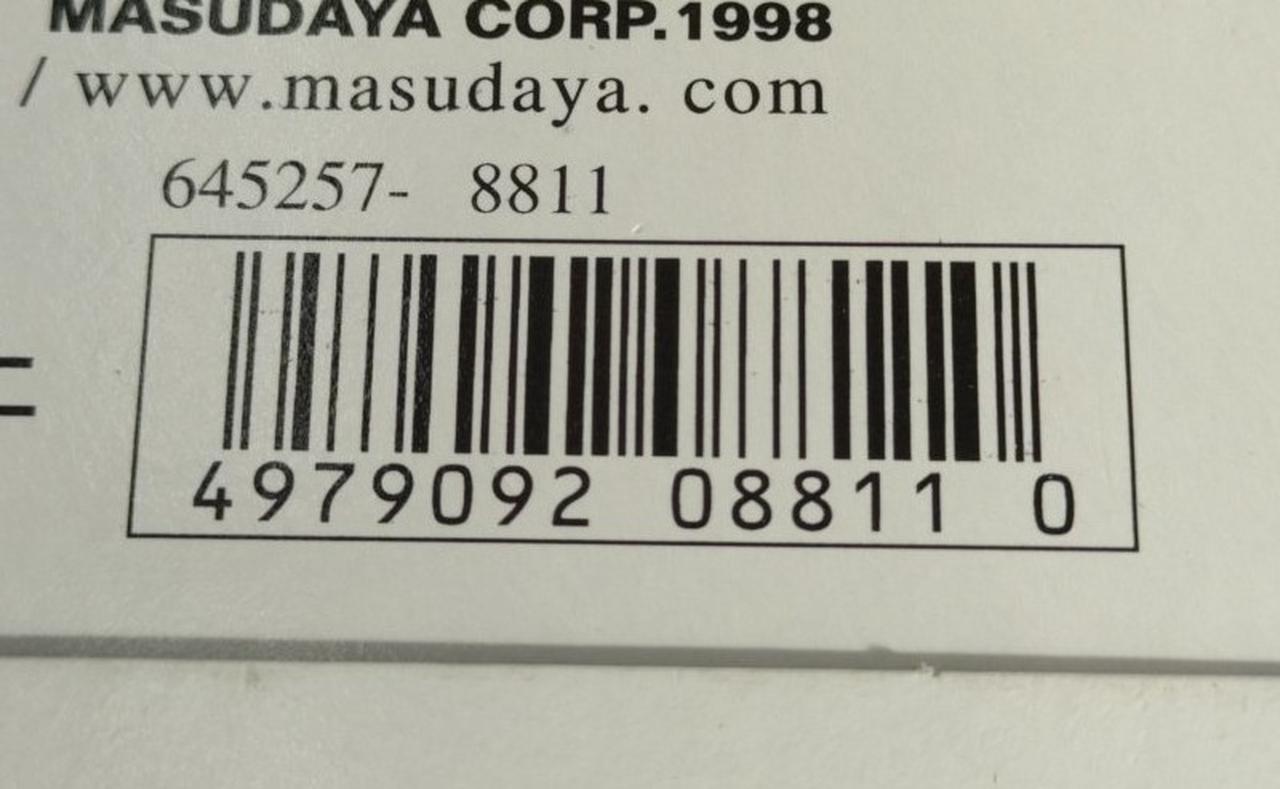 MASUDAYA CORP.1998
/ www.masudaya. com
645257- 8811
4979092 08811 0